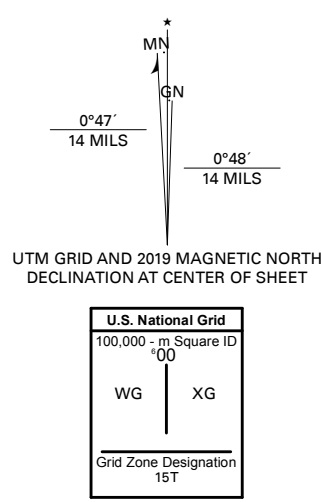 ★
MN
GN
0°47´
14 MILS
0°48´
14 MILS
UTM GRID AND 2019 MAGNETIC NORTH
DECLINATION AT CENTER OF SHEET
U.S. National Grid
100,000 - m Square ID
⁶00
WG XG
Grid Zone Designation
15T